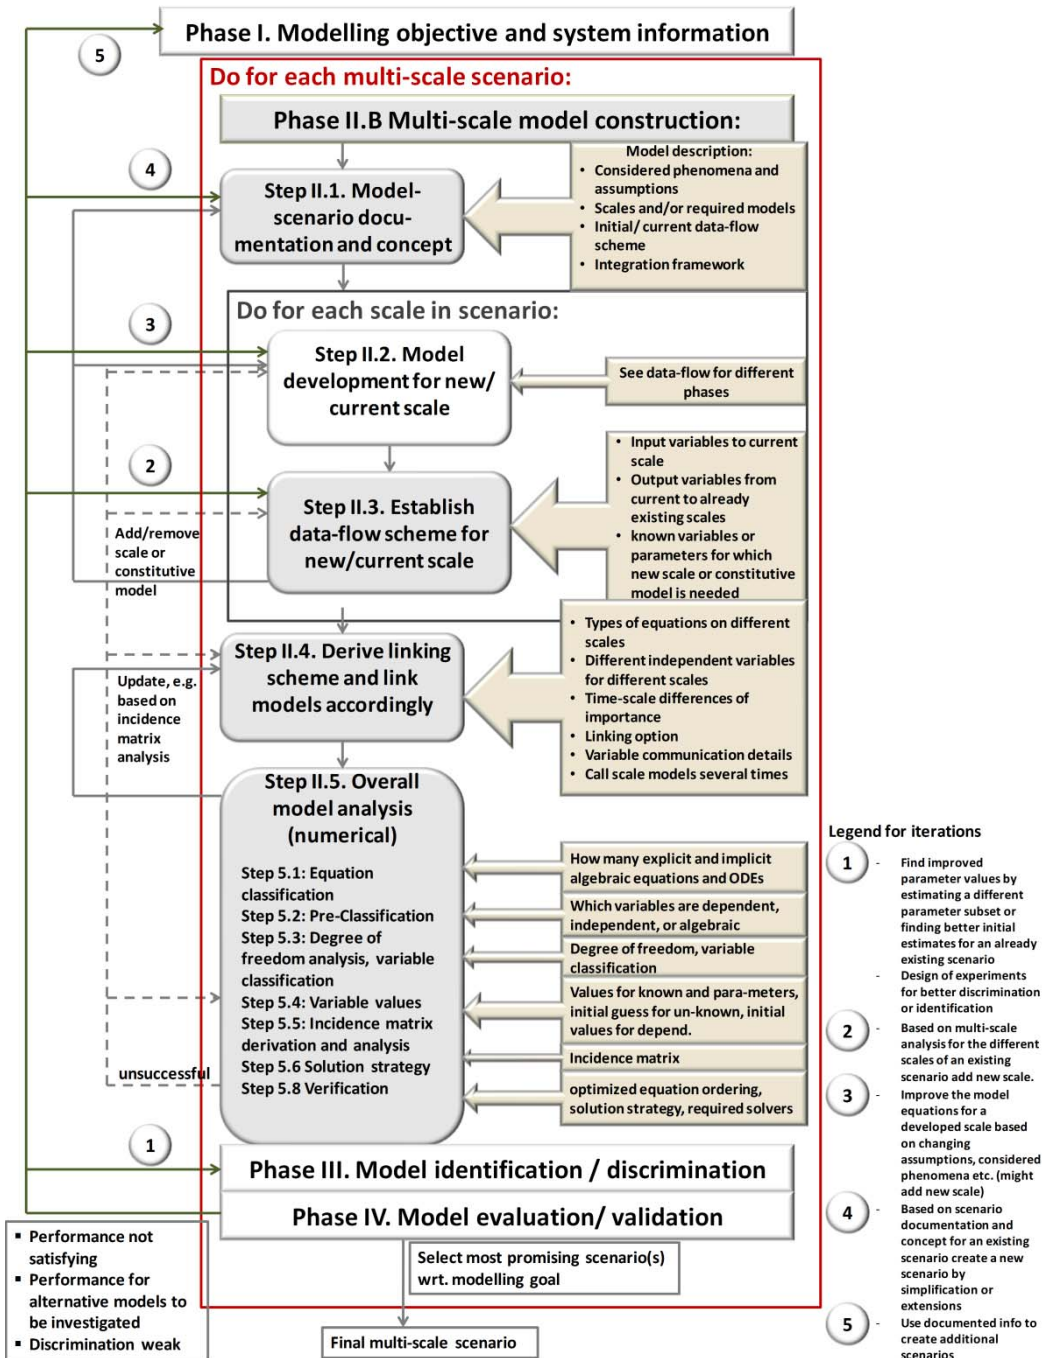 Phase I. Modelling objective and system information
5
Do for each multi-scale scenario:
Phase II.B Multi-scale model construction:
4
Step II.1. Model-
scenario docu-
mentation and concept
Model description:
• Considered phenomena and
assumptions
• Scales and/or required models
• Initial/ current data-flow
scheme
• Integration framework
Do for each scale in scenario:
3
Step II.2. Model
development for new/
current scale
See data-flow for different
phases
2
Step II.3. Establish
data-flow scheme for
new/current scale
• Input variables to current
scale
• Output variables from
current to already
existing scales
• known variables or
parameters for which
new scale or constitutive
model is needed
Add/remove
scale or
constitutive
model
Step II.4. Derive linking
scheme and link
models accordingly
• Types of equations on different
scales
• Different independent variables
for different scales
• Time-scale differences of
importance
• Linking option
• Variable communication details
• Call scale models several times
Update, e.g.
based on
incidence
matrix
analysis
Step II.5. Overall
model analysis
(numerical)
Step 5.1: Equation
classification
Step 5.2: Pre-Classification
Step 5.3: Degree of
freedom analysis, variable
classification
Step 5.4: Variable values
Step 5.5: Incidence matrix
derivation and analysis
Step 5.6 Solution strategy
Step 5.8 Verification
How many explicit and implicit
algebraic equations and ODEs
Which variables are dependent,
independent, or algebraic
Degree of freedom, variable
classification
Values for known and para-meters,
initial guess for un-known, initial
values for depend.
Incidence matrix
optimized equation ordering,
solution strategy, required solvers
unsuccessful
1
Phase III. Model identification / discrimination
Phase IV. Model evaluation/ validation
▪ Performance not
satisfying
▪ Performance for
alternative models to
be investigated
▪ Discrimination weak
Select most promising scenario(s)
wrt. modelling goal
Final multi-scale scenario
Legend for iterations
1 - Find improved
parameter values by
estimating a different
parameter subset or
finding better initial
estimates for an already
existing scenario
- Design of experiments
for better discrimination
or identification
2 - Based on multi-scale
analysis for the different
scales of an existing
scenario add new scale.
3 - Improve the model
equations for a
developed scale based
on changing
assumptions, considered
phenomena etc. (might
add new scale)
4 - Based on scenario
documentation and
concept for an existing
scenario create a new
scenario by
simplification or
extensions
5 - Use documented info to
create additional
scenarios